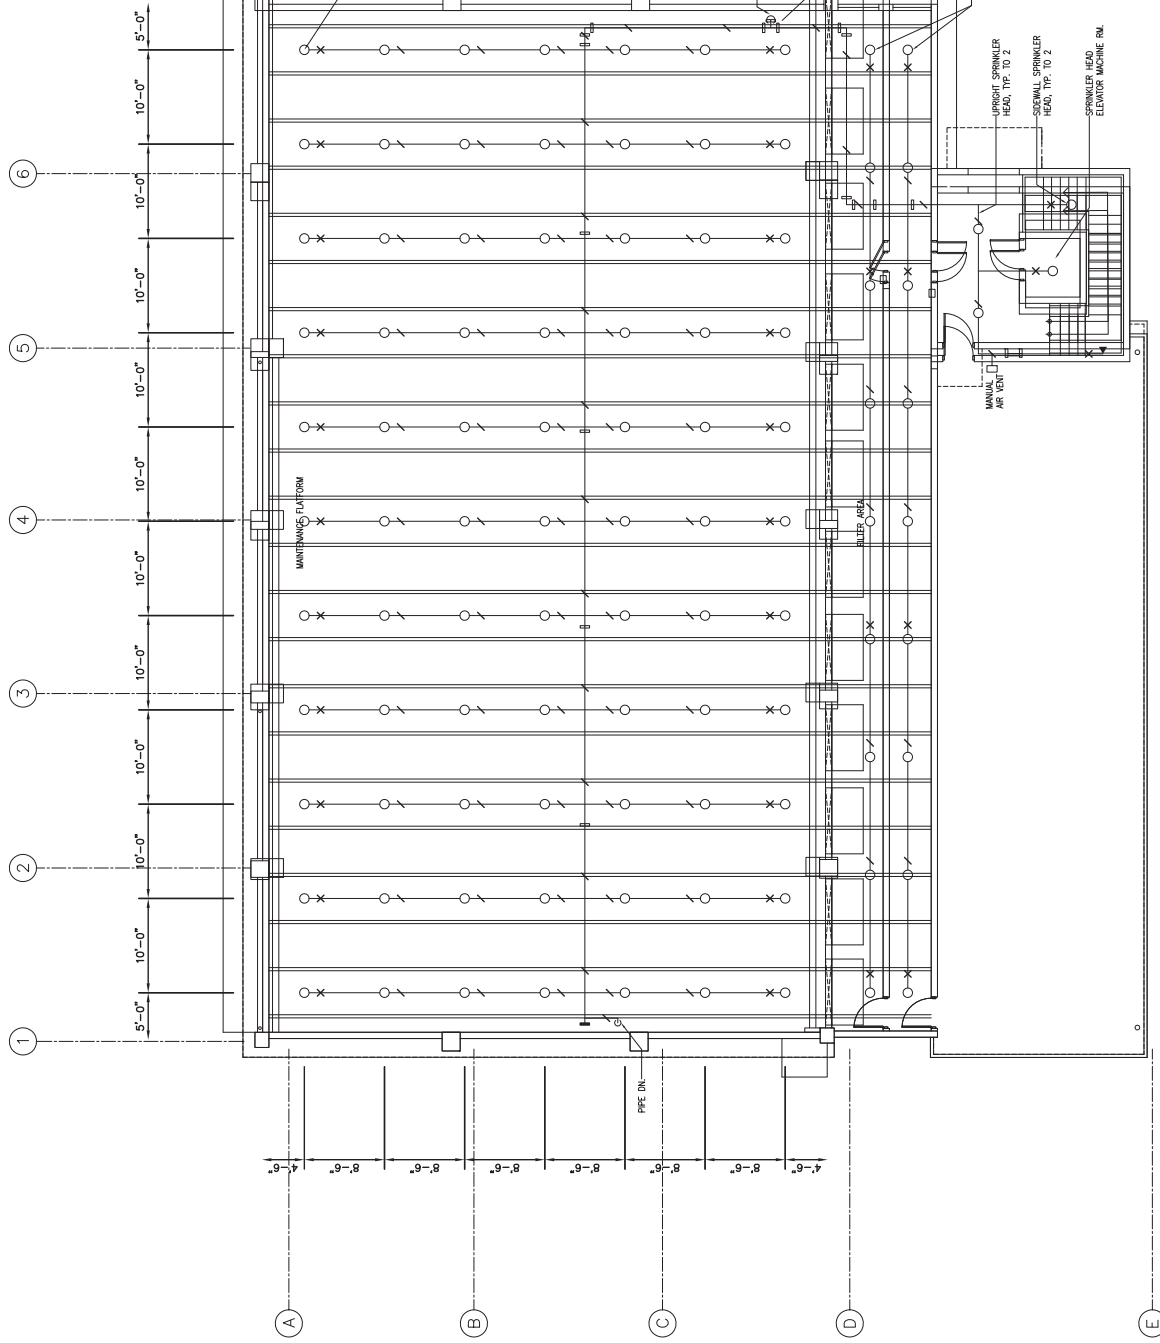 1
2
3
4
5
6
5'-0"
10'-0"
10'-0"
10'-0"
10'-0"
10'-0"
10'-0"
10'-0"
10'-0"
10'-0"
10'-0"
5'-0"
A
B
C
D
E
4'-6"
8'-6"
8'-6"
8'-6"
8'-6"
8'-6"
8'-6"
4'-6"
MAINTENANCE FLATFORM
PIPE DN.
FILTER AREA
MANUAL
AIR VENT
UPRIGHT SPRINKLER
HEAD, TYP. TO 2
SIDEWALL SPRINKLER
HEAD, TYP. TO 2
SPRINKLER HEAD
ELEVATOR MACHINE RM.